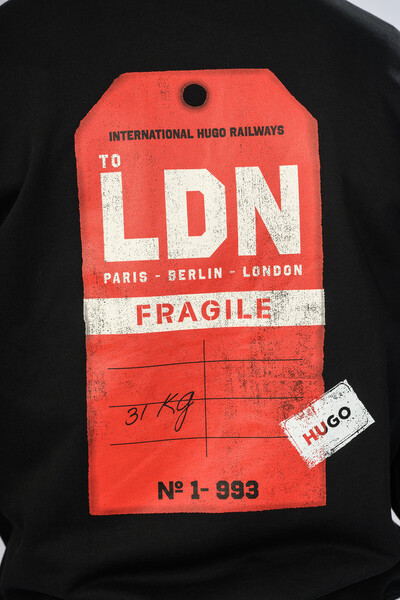 INTERNATIONAL HUGO RAILWAYS
TO
LDN
PARIS - BERLIN - LONDON
FRAGILE
31 KG
HUGO
Nº 1- 993